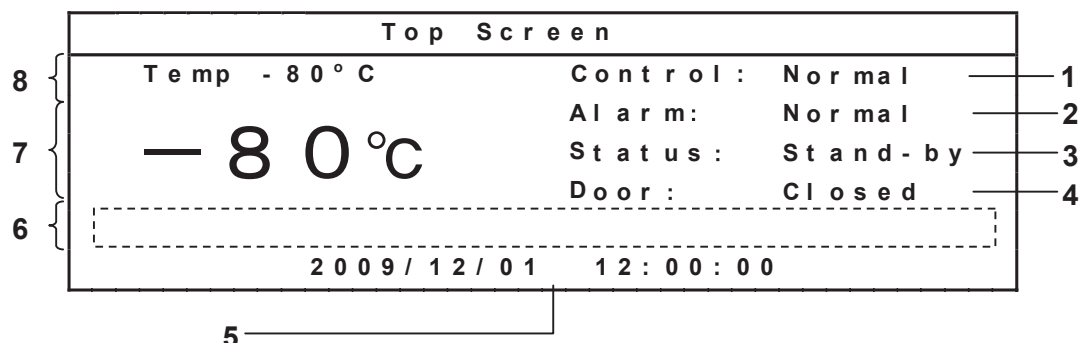 Top Screen
8 Temp -80°C Control: Normal 1
Alarm: Normal 2
7 -80℃ Status: Stand-by 3
Door: Closed 4
6
2009/12/01 12:00:00
5